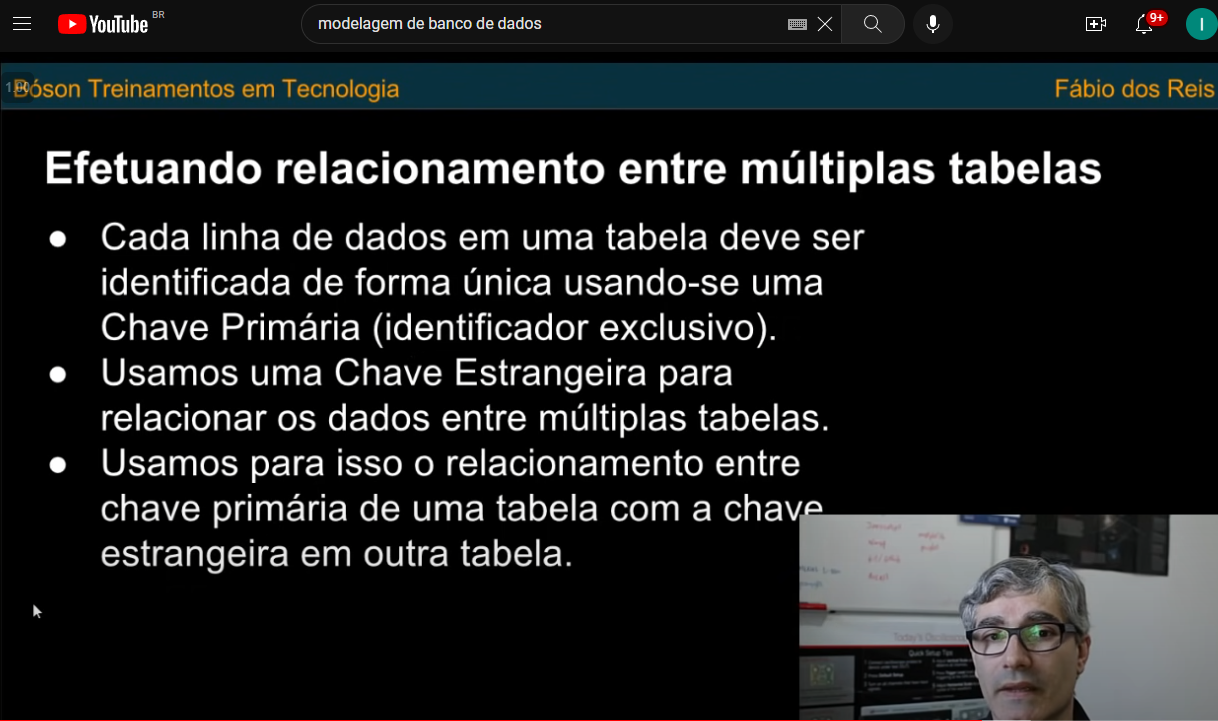 YouTube BR
modelagem de banco de dados
9+
I
Bóson Treinamentos em Tecnologia
Fábio dos Reis
Efetuando relacionamento entre múltiplas tabelas
● Cada linha de dados em uma tabela deve ser
identificada de forma única usando-se uma
Chave Primária (identificador exclusivo).
● Usamos uma Chave Estrangeira para
relacionar os dados entre múltiplas tabelas.
● Usamos para isso o relacionamento entre
chave primária de uma tabela com a chave
estrangeira em outra tabela.
Quick Setup Tips